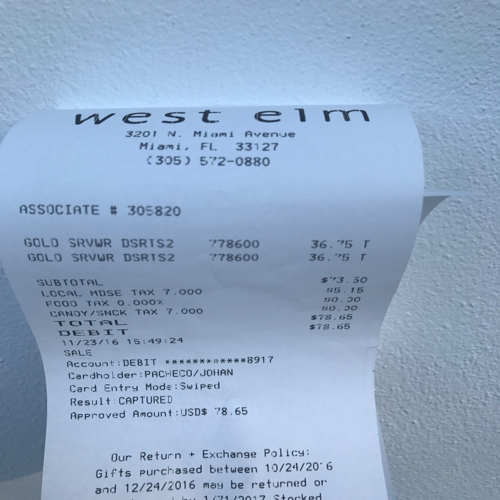 west elm
3201 N. Miami Avenue
Miami, FL 33127
(305) 572-0880
ASSOCIATE # 305820
GOLD SRVWR DSRTS2 778600 36.75 T
GOLD SRVWR DSRTS2 778600 36.75 T
SUBTOTAL $73.50
LOCAL MDSE TAX 7.000 $5.15
FOOD TAX 0.000% $0.00
CANDY/SNCK TAX 7.000 $0.00
TOTAL $78.65
DEBIT $78.65
11/23/16 15:49:24
SALE
Account:DEBIT ************8917
Cardholder:PACHECO/JOHAN
Card Entry Mode:Swiped
Result:CAPTURED
Approved Amount:USD$ 78.65
Our Return + Exchange Policy:
Gifts purchased between 10/24/2016
and 12/24/2016 may be returned or
1/31/2017 Stocked